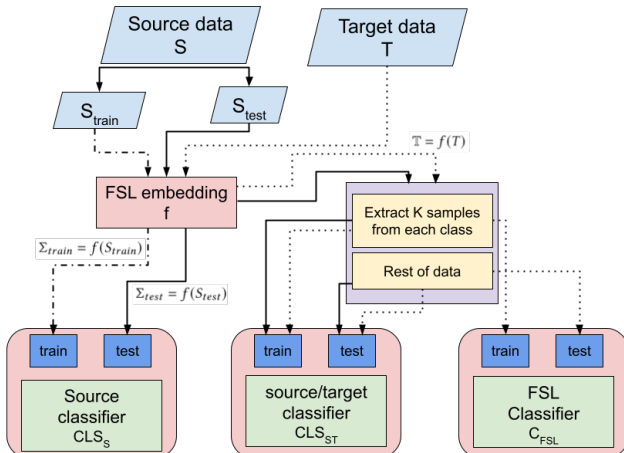 Source data
S
Target data
T
S_train
S_test
𝕋 = f(T)
FSL embedding
f
Extract K samples
from each class
Σ_train = f(S_train)
Rest of data
Σ_test = f(S_test)
train
test
train
test
train
test
Source
classifier
CLS_S
source/target
classifier
CLS_ST
FSL
Classifier
C_FSL